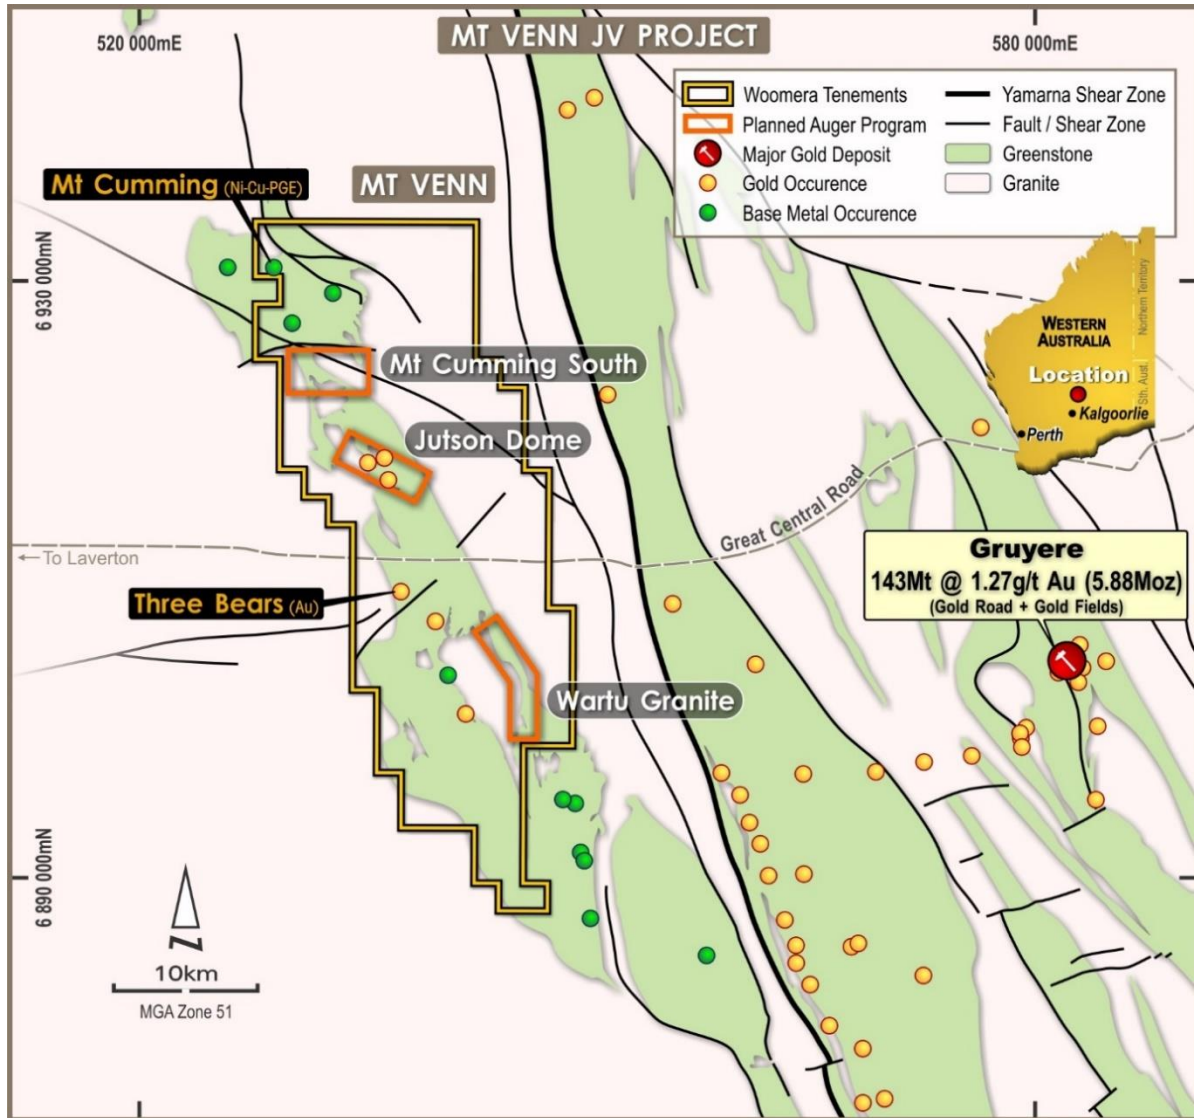 MT VENN JV PROJECT
520 000mE
580 000mE
Woomera Tenements
Planned Auger Program
Major Gold Deposit
Gold Occurence
Base Metal Occurence
Yamarna Shear Zone
Fault / Shear Zone
Greenstone
Granite
Mt Cumming (Ni-Cu-PGE)
MT VENN
6 930 000mN
WESTERN
AUSTRALIA
Northern Territory
Sth. Aust.
Location
Kalgoorlie
Perth
Mt Cumming South
Jutson Dome
Great Central Road
← To Laverton
Gruyere
143Mt @ 1.27g/t Au (5.88Moz)
(Gold Road + Gold Fields)
Three Bears (Au)
Wartu Granite
6 890 000mN
N
10km
MGA Zone 51